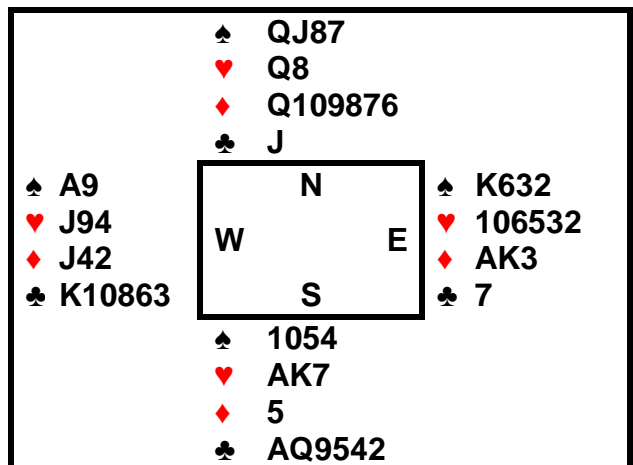 ♠ QJ87
♥ Q8
♦ Q109876
♣ J
♠ A9 N ♠ K632
♥ J94 W E ♥ 106532
♦ J42 ♦ AK3
♣ K10863 S ♣ 7
♠ 1054
♥ AK7
♦ 5
♣ AQ9542